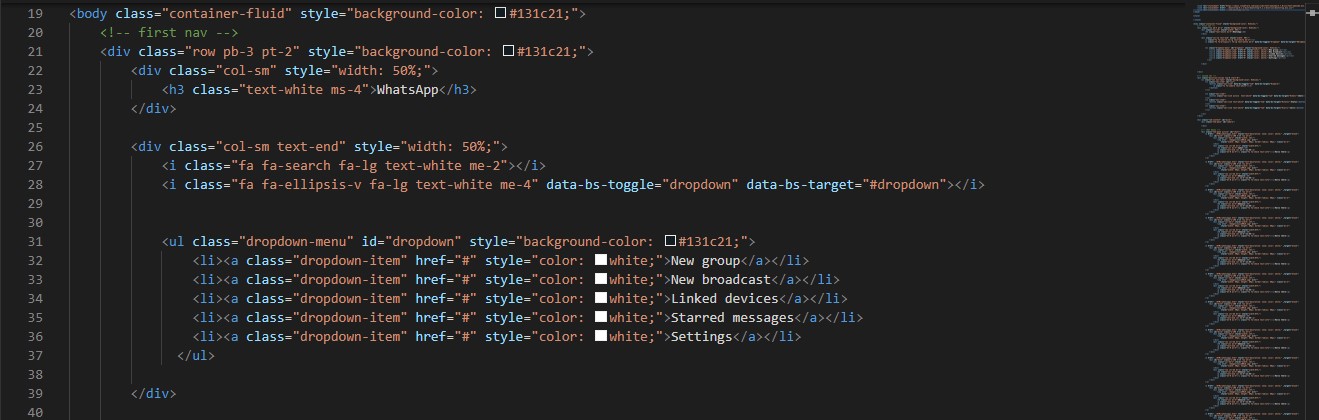 19 <body class="container-fluid" style="background-color: #131c21;">
20 <!-- first nav -->
21 <div class="row pb-3 pt-2" style="background-color: #131c21;">
22 <div class="col-sm" style="width: 50%;">
23 <h3 class="text-white ms-4">WhatsApp</h3>
24 </div>
25
26 <div class="col-sm text-end" style="width: 50%;">
27 <i class="fa fa-search fa-lg text-white me-2"></i>
28 <i class="fa fa-ellipsis-v fa-lg text-white me-4" data-bs-toggle="dropdown" data-bs-target="#dropdown"></i>
29
30
31 <ul class="dropdown-menu" id="dropdown" style="background-color: #131c21;">
32 <li><a class="dropdown-item" href="#" style="color: white;">New group</a></li>
33 <li><a class="dropdown-item" href="#" style="color: white;">New broadcast</a></li>
34 <li><a class="dropdown-item" href="#" style="color: white;">Linked devices</a></li>
35 <li><a class="dropdown-item" href="#" style="color: white;">Starred messages</a></li>
36 <li><a class="dropdown-item" href="#" style="color: white;">Settings</a></li>
37 </ul>
38
39 </div>
40